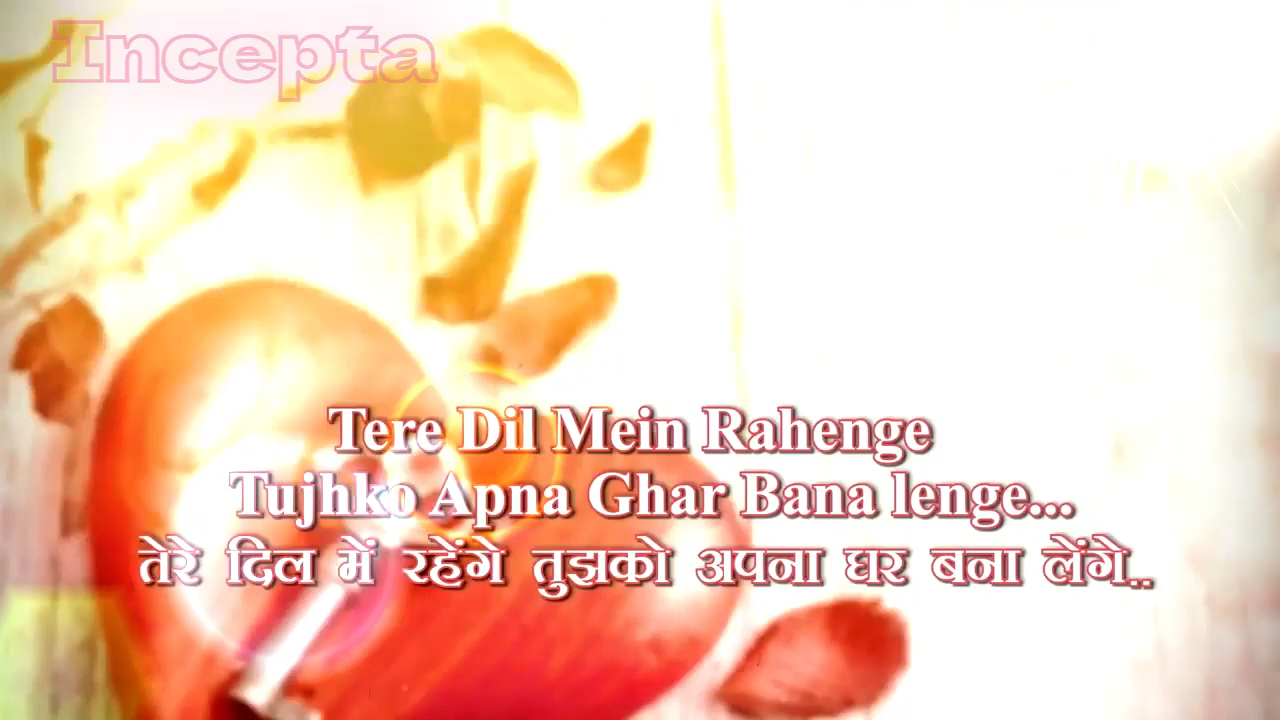 Incepta
Tere Dil Mein Rahenge
Tujhko Apna Ghar Bana lenge...
तेरे दिल में रहेंगे तुझको अपना घर बना लेंगे..